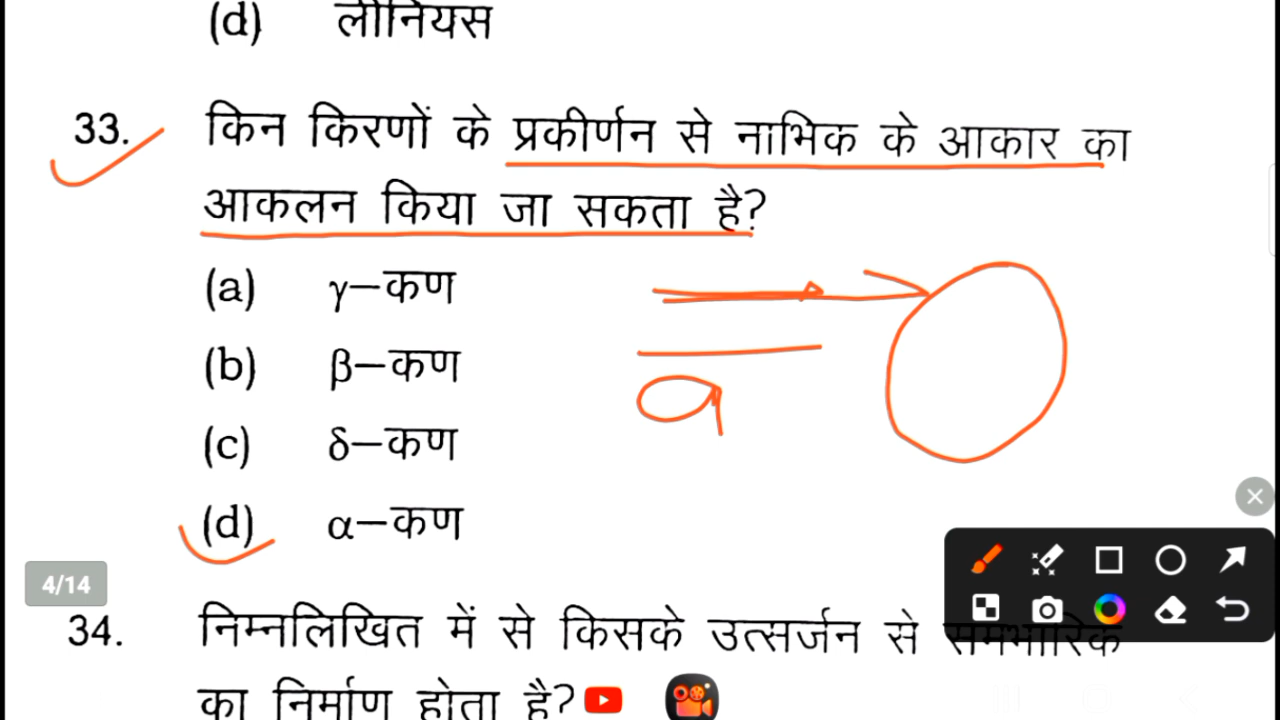 (d) लीनियस
33. किन किरणों के प्रकीर्णन से नाभिक के आकार का
आकलन किया जा सकता है?
(a) γ–कण
(b) β–कण
(c) δ–कण
(d) α–कण
4/14
34. निम्नलिखित में से किसके उत्सर्जन से समभारिक
का निर्माण होता है?